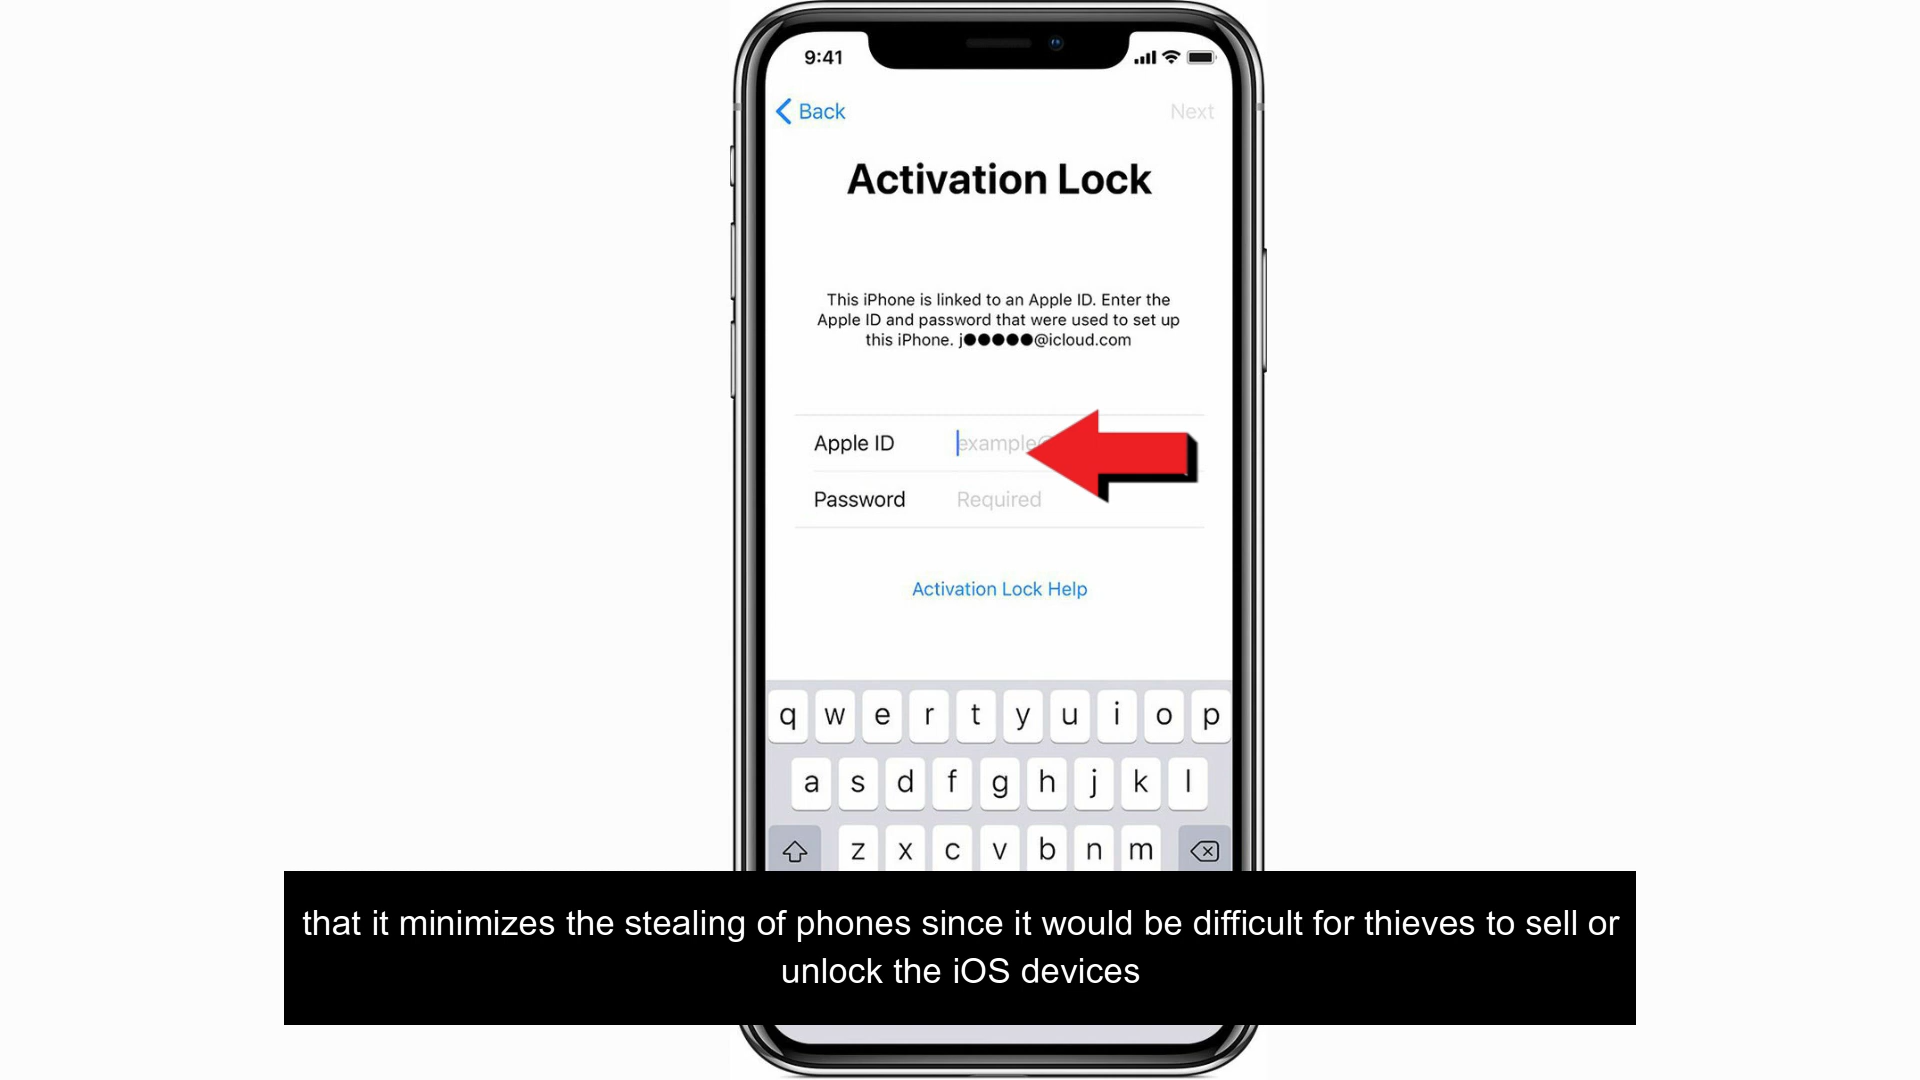 9:41
Back
Next
Activation Lock
This iPhone is linked to an Apple ID. Enter the
Apple ID and password that were used to set up
this iPhone. j●●●●●@icloud.com
Apple ID example
Password Required
Activation Lock Help
q w e r t y u i o p
a s d f g h j k l
z x c v b n m
that it minimizes the stealing of phones since it would be difficult for thieves to sell or
unlock the iOS devices